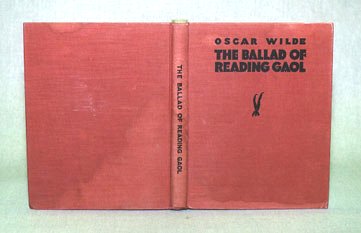 THE BALLAD OF READING GAOL
OSCAR WILDE
THE BALLAD OF
READING GAOL